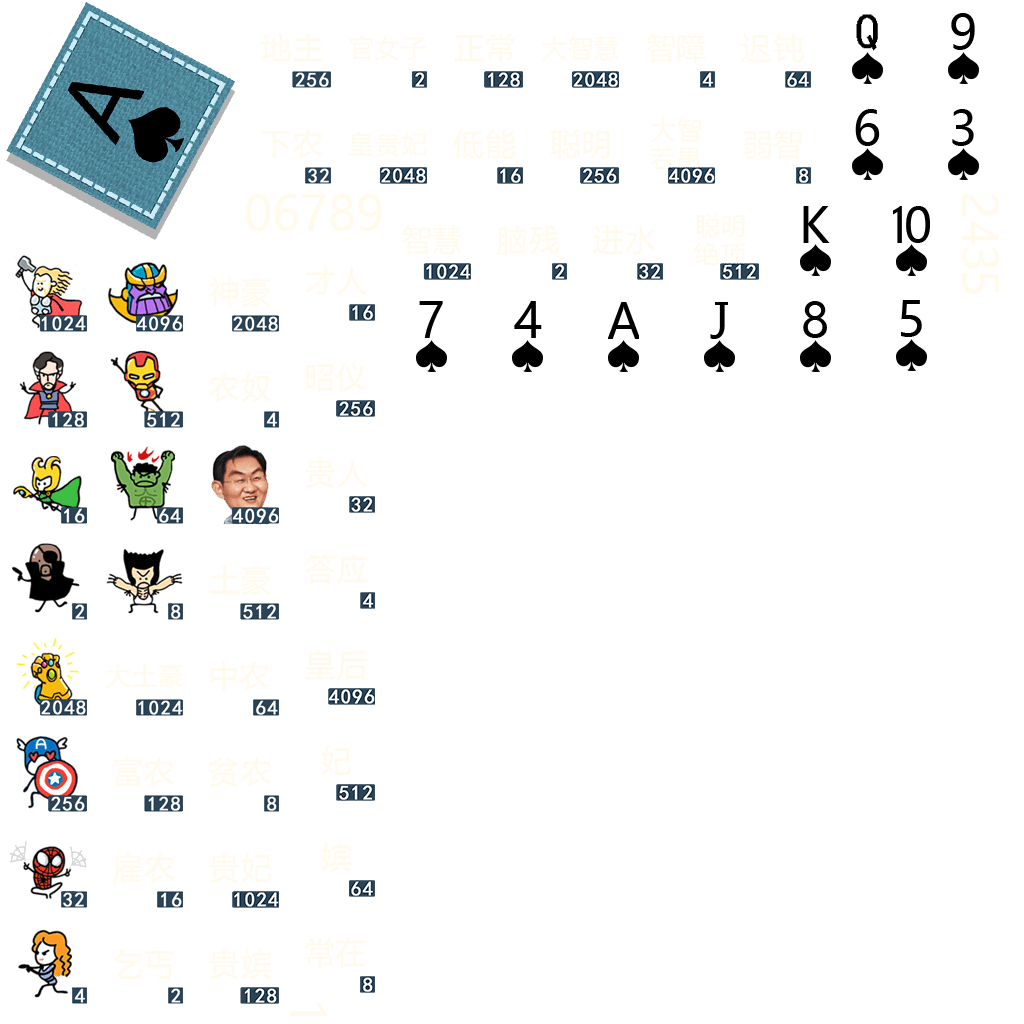 A
地主 官女子 正常 大智慧 智障 迟钝 Q 9
256 2 128 2048 4 64
下农 皇贵妃 低能 聪明 大智 弱智 6 3
32 2048 16 256 4096 8
06789
2435
智慧 脑残 进水 聪明 K 10
绝顶
1024 2 32 512
7 4 A J 8 5
神豪 才人
1024 4096 2048 16
农奴 昭仪
128 512 4 256
贵人
16 64 4096 32
土豪 答应
2 8 512 4
大土豪 中农 皇后
2048 1024 64 4096
A 富农 贫农 妃
256 128 8 512
雇农 贵妃 嫔
32 16 1024 64
乞丐 贵嫔 常在
4 2 128 8